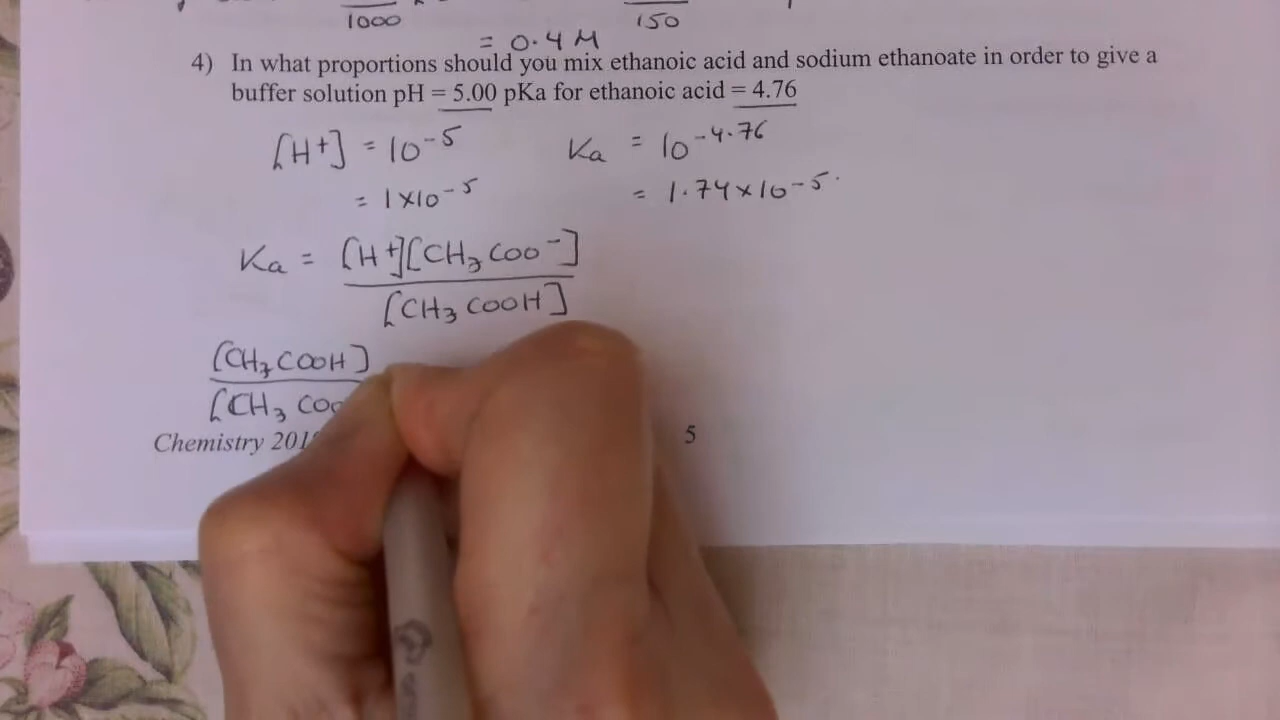 1000
150
= 0.4 M
4) In what proportions should you mix ethanoic acid and sodium ethanoate in order to give a
buffer solution pH = 5.00 pKa for ethanoic acid = 4.76
[H+] = 10-5 Ka = 10-4.76
= 1×10-5 = 1.74×10-5.
Ka = [H+][CH3COO-]
[CH3COOH]
[CH3COOH]
[CH3
Chemistry 5